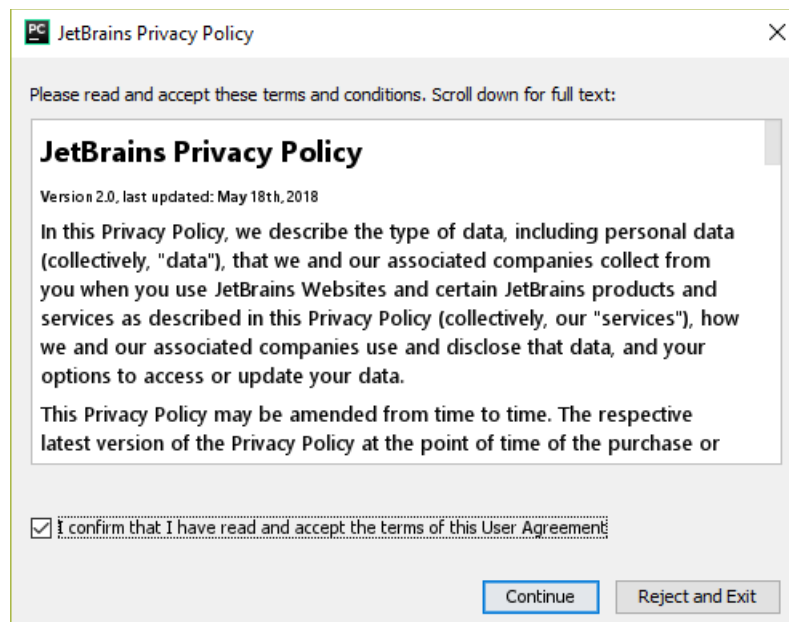 PC JetBrains Privacy Policy
Please read and accept these terms and conditions. Scroll down for full text:
JetBrains Privacy Policy
Version 2.0, last updated: May 18th, 2018
In this Privacy Policy, we describe the type of data, including personal data
(collectively, "data"), that we and our associated companies collect from
you when you use JetBrains Websites and certain JetBrains products and
services as described in this Privacy Policy (collectively, our "services"), how
we and our associated companies use and disclose that data, and your
options to access or update your data.
This Privacy Policy may be amended from time to time. The respective
latest version of the Privacy Policy at the point of time of the purchase or
I confirm that I have read and accept the terms of this User Agreement
Continue Reject and Exit